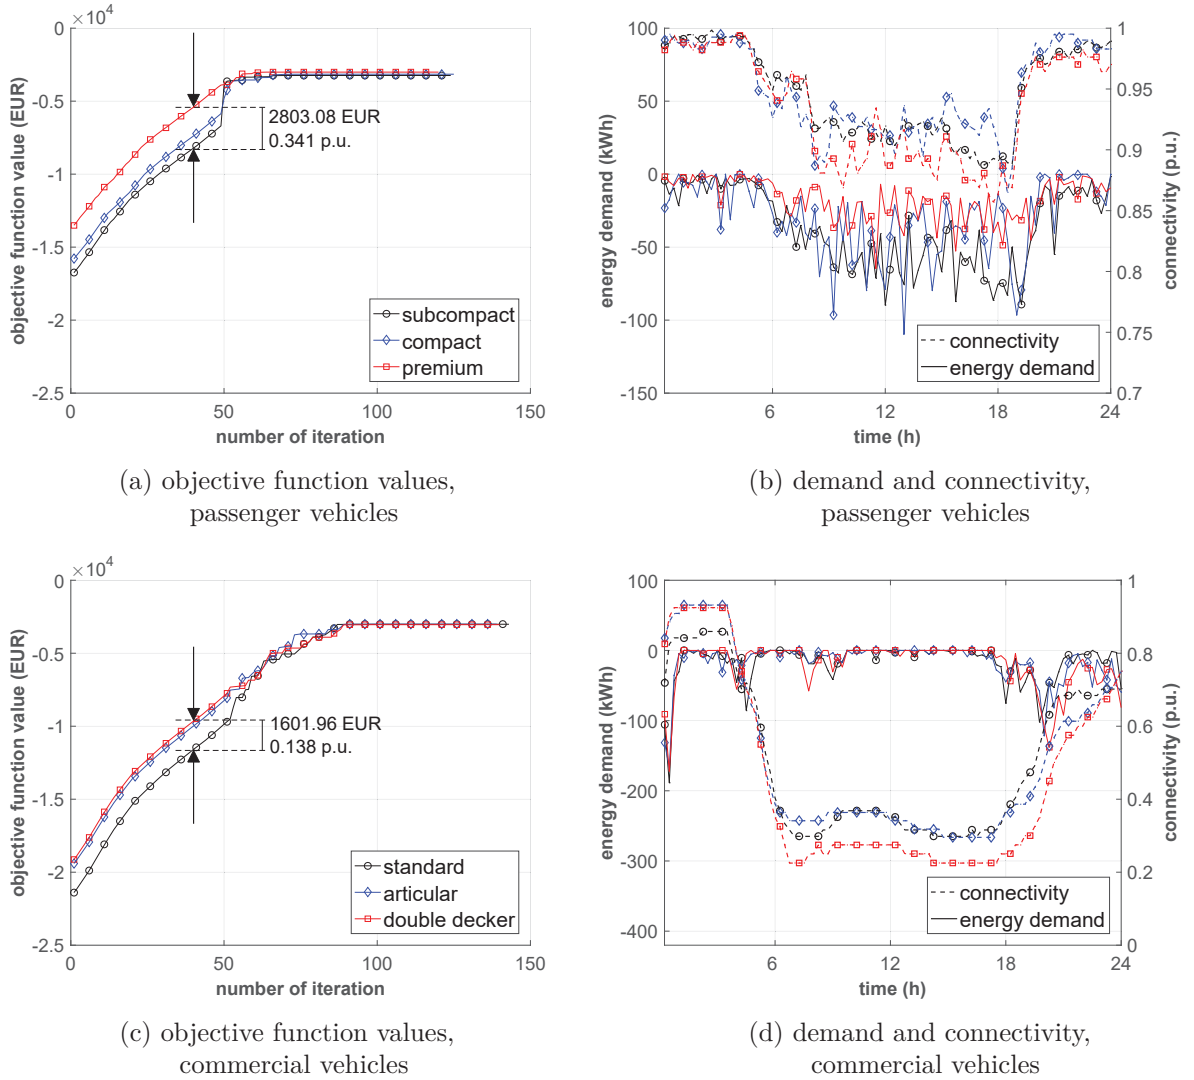 ×10⁴
0
-0.5
-1
-1.5
-2
-2.5
0
50
100
150
objective function value (EUR)
number of iteration
2803.08 EUR
0.341 p.u.
subcompact
compact
premium
(a) objective function values,
passenger vehicles
100
50
0
-50
-100
-150
6
12
18
24
1
0.95
0.9
0.85
0.8
0.75
0.7
energy demand (kWh)
connectivity (p.u.)
time (h)
connectivity
energy demand
(b) demand and connectivity,
passenger vehicles
×10⁴
0
-0.5
-1
-1.5
-2
-2.5
0
50
100
150
objective function value (EUR)
number of iteration
1601.96 EUR
0.138 p.u.
standard
articular
double decker
(c) objective function values,
commercial vehicles
100
0
-100
-200
-300
-400
6
12
18
24
1
0.8
0.6
0.4
0.2
0
energy demand (kWh)
connectivity (p.u.)
time (h)
connectivity
energy demand
(d) demand and connectivity,
commercial vehicles